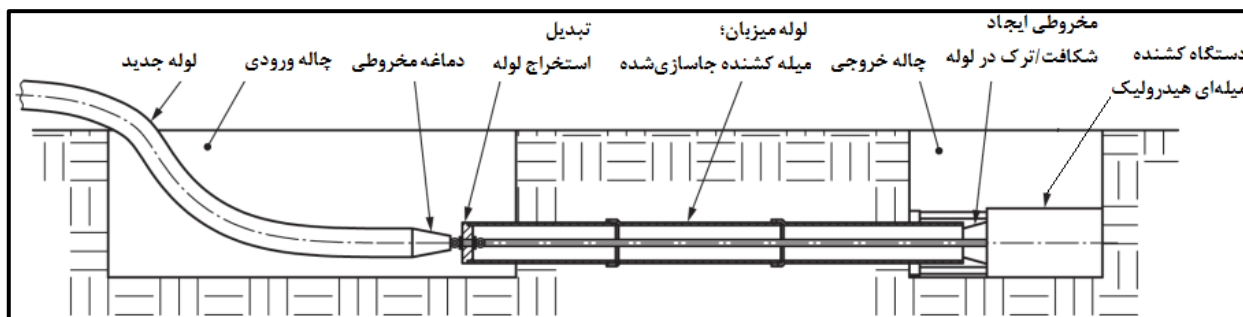 دستگاه کشنده
میله‌ای هیدرولیک
مخروطی ایجاد
شکافت/ترک در لوله
چاله خروجی
لوله میزبان؛
میله کشنده جاسازی‌شده
تبدیل
استخراج لوله
دماغه مخروطی
چاله ورودی
لوله جدید